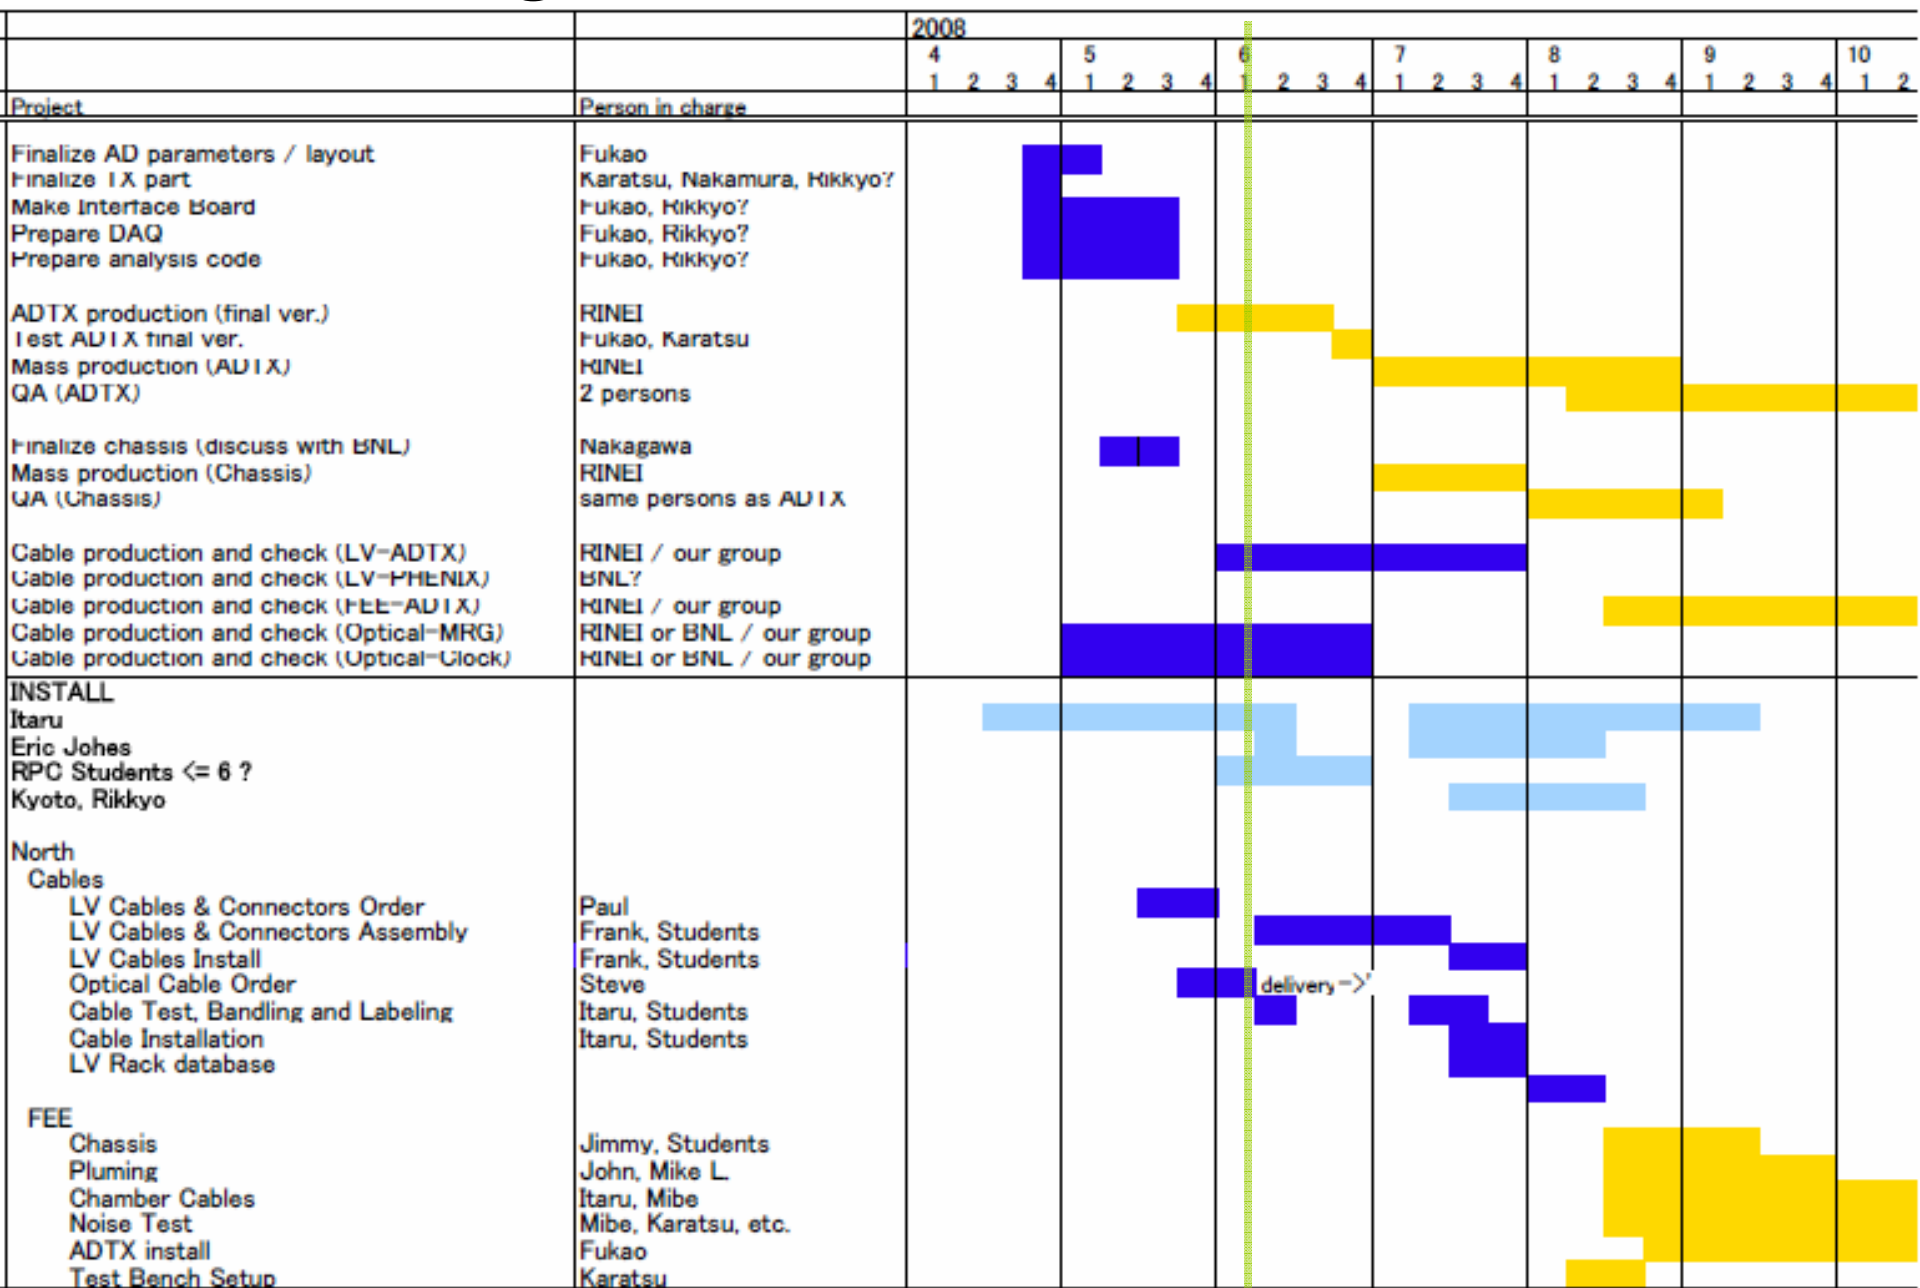 2008
4 5 6 7 8 9 10
1 2 3 4 1 2 3 4 1 2 3 4 1 2 3 4 1 2 3 4 1 2 3 4 1 2
Project Person in charge
Finalize AD parameters / layout Fukao
Finalize TX part Karatsu, Nakamura, Rikkyo?
Make Interface Board Fukao, Rikkyo?
Prepare DAQ Fukao, Rikkyo?
Prepare analysis code Fukao, Rikkyo?
ADTX production (final ver.) RINEI
Test ADTX final ver. Fukao, Karatsu
Mass production (ADTX) RINEI
QA (ADTX) 2 persons
Finalize chassis (discuss with BNL) Nakagawa
Mass production (Chassis) RINEI
QA (Chassis) same persons as ADTX
Cable production and check (LV-ADTX) RINEI / our group
Cable production and check (LV-PHENIX) BNL?
Cable production and check (FEE-ADTX) RINEI / our group
Cable production and check (Optical-MRG) RINEI or BNL / our group
Cable production and check (Optical-Clock) RINEI or BNL / our group
INSTALL
Itaru
Eric Johes
RPC Students <= 6 ?
Kyoto, Rikkyo
North
Cables
LV Cables & Connectors Order Paul
LV Cables & Connectors Assembly Frank, Students
LV Cables Install Frank, Students
Optical Cable Order Steve delivery ->
Cable Test, Bandling and Labeling Itaru, Students
Cable Installation Itaru, Students
LV Rack database
FEE
Chassis Jimmy, Students
Pluming John, Mike L.
Chamber Cables Itaru, Mibe
Noise Test Mibe, Karatsu, etc.
ADTX install Fukao
Test Bench Setup Karatsu